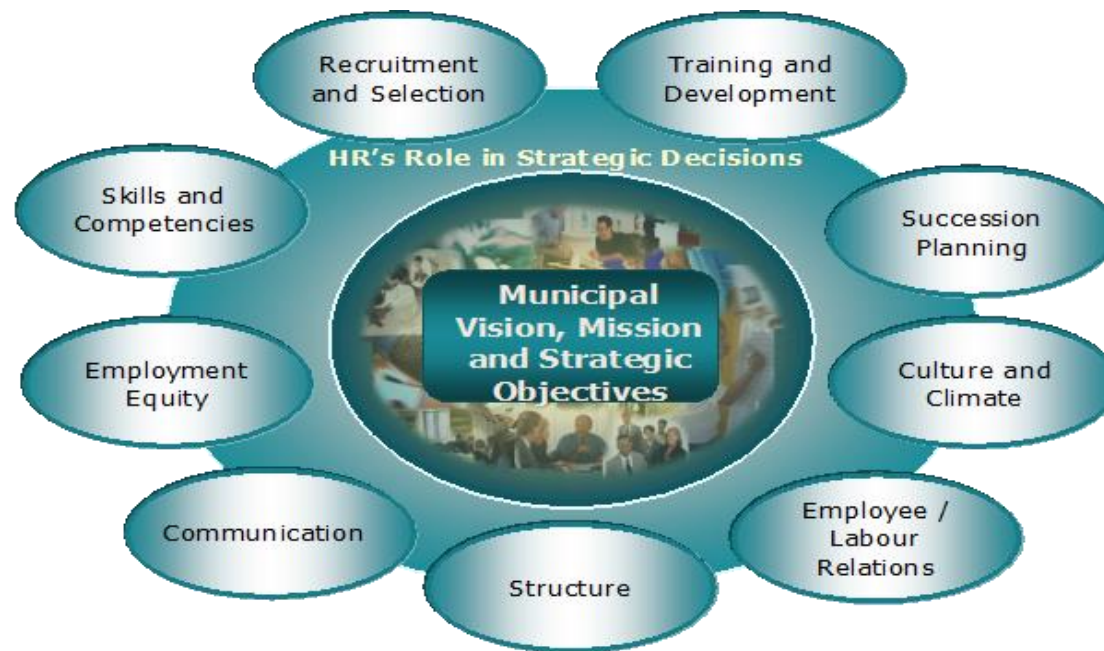 Recruitment
and Selection
Training and
Development
HR's Role in Strategic Decisions
Skills and
Competencies
Succession
Planning
Municipal
Vision, Mission
and Strategic
Objectives
Employment
Equity
Culture and
Climate
Communication
Employee /
Labour
Relations
Structure